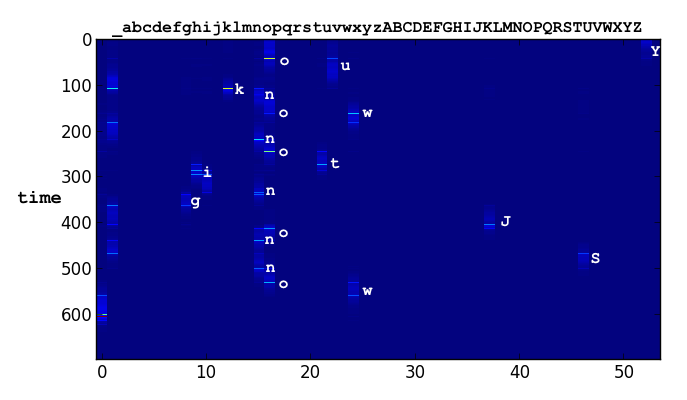 _abcdefghijklmnopqrstuvwxyzABCDEFGHIJKLMNOPQRSTUVWXYZ
0
Y
o
u
100
k
n
o
w
200
n
o
t
i
300
n
g
time
400
J
o
n
S
500
n
o
w
600
0 10 20 30 40 50